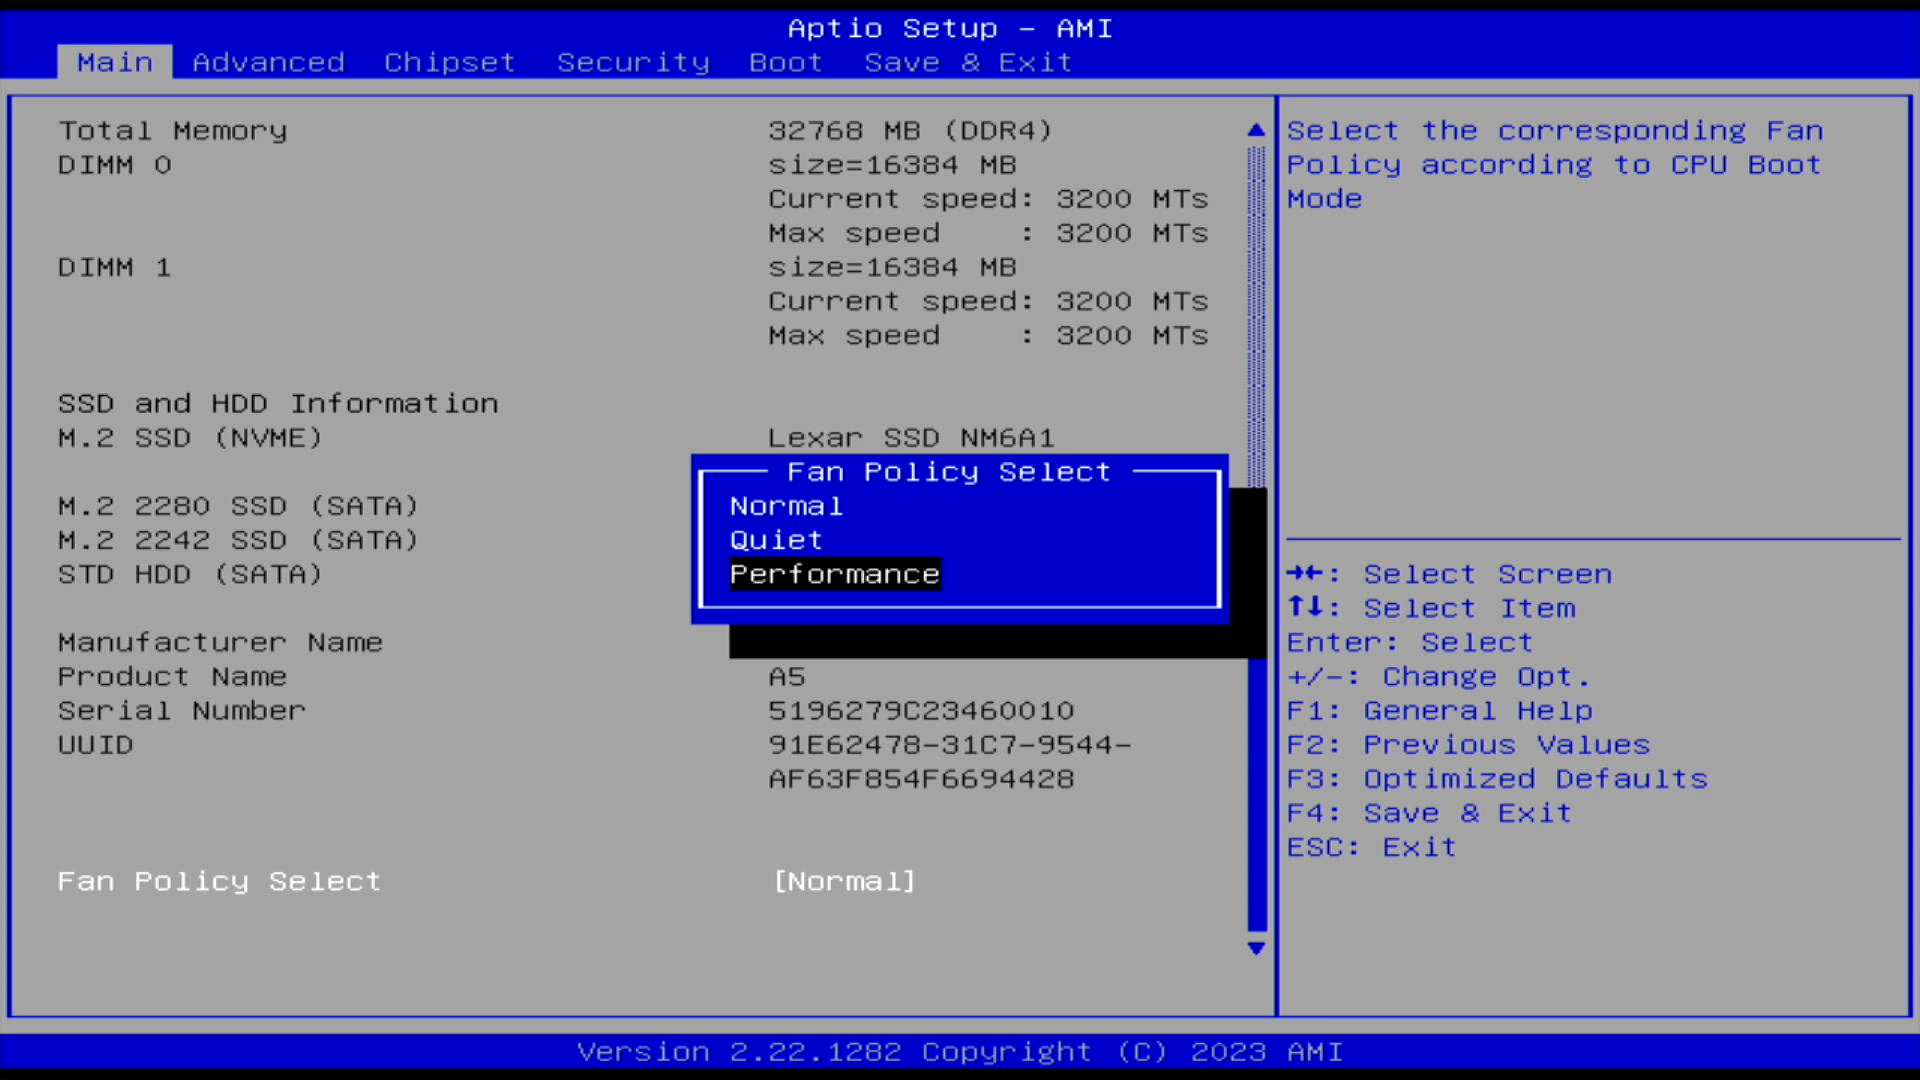 Aptio Setup - AMI
Main Advanced Chipset Security Boot Save & Exit
Total Memory 32768 MB (DDR4)
DIMM 0 size=16384 MB
Current speed: 3200 MTs
Max speed : 3200 MTs
DIMM 1 size=16384 MB
Current speed: 3200 MTs
Max speed : 3200 MTs
SSD and HDD Information
M.2 SSD (NVME) Lexar SSD NM6A1
M.2 2280 SSD (SATA)
M.2 2242 SSD (SATA)
STD HDD (SATA)
Manufacturer Name
Product Name A5
Serial Number 5196279C23460010
UUID 91E62478-31C7-9544-
AF63F854F6694428
Fan Policy Select [Normal]
Fan Policy Select
Normal
Quiet
Performance
Select the corresponding Fan
Policy according to CPU Boot
Mode
→←: Select Screen
↑↓: Select Item
Enter: Select
+/-: Change Opt.
F1: General Help
F2: Previous Values
F3: Optimized Defaults
F4: Save & Exit
ESC: Exit
Version 2.22.1282 Copyright (C) 2023 AMI